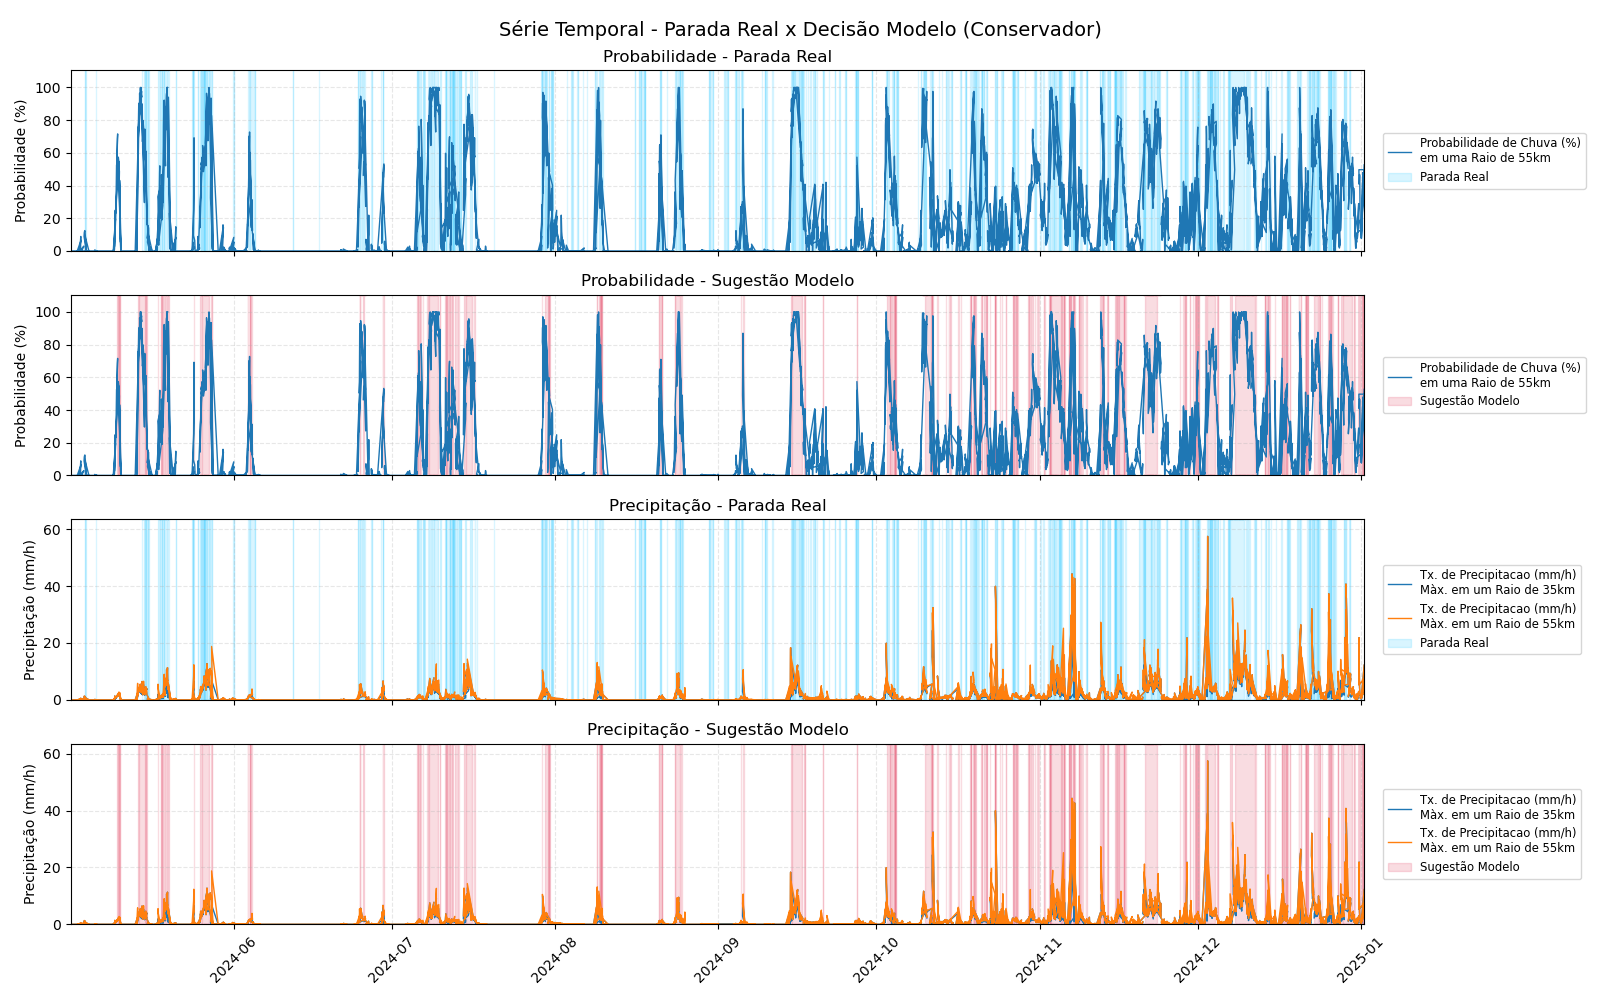 Série Temporal - Parada Real x Decisão Modelo (Conservador)
Probabilidade - Parada Real
Probabilidade (%)
100
80
60
40
20
0
Probabilidade de Chuva (%)
em uma Raio de 55km
Parada Real
Probabilidade - Sugestão Modelo
Probabilidade (%)
100
80
60
40
20
0
Probabilidade de Chuva (%)
em uma Raio de 55km
Sugestão Modelo
Precipitação - Parada Real
Precipitação (mm/h)
60
40
20
0
Tx. de Precipitacao (mm/h)
Màx. em um Raio de 35km
Tx. de Precipitacao (mm/h)
Màx. em um Raio de 55km
Parada Real
Precipitação - Sugestão Modelo
Precipitação (mm/h)
60
40
20
0
Tx. de Precipitacao (mm/h)
Màx. em um Raio de 35km
Tx. de Precipitacao (mm/h)
Màx. em um Raio de 55km
Sugestão Modelo
2024-06
2024-07
2024-08
2024-09
2024-10
2024-11
2024-12
2025-01